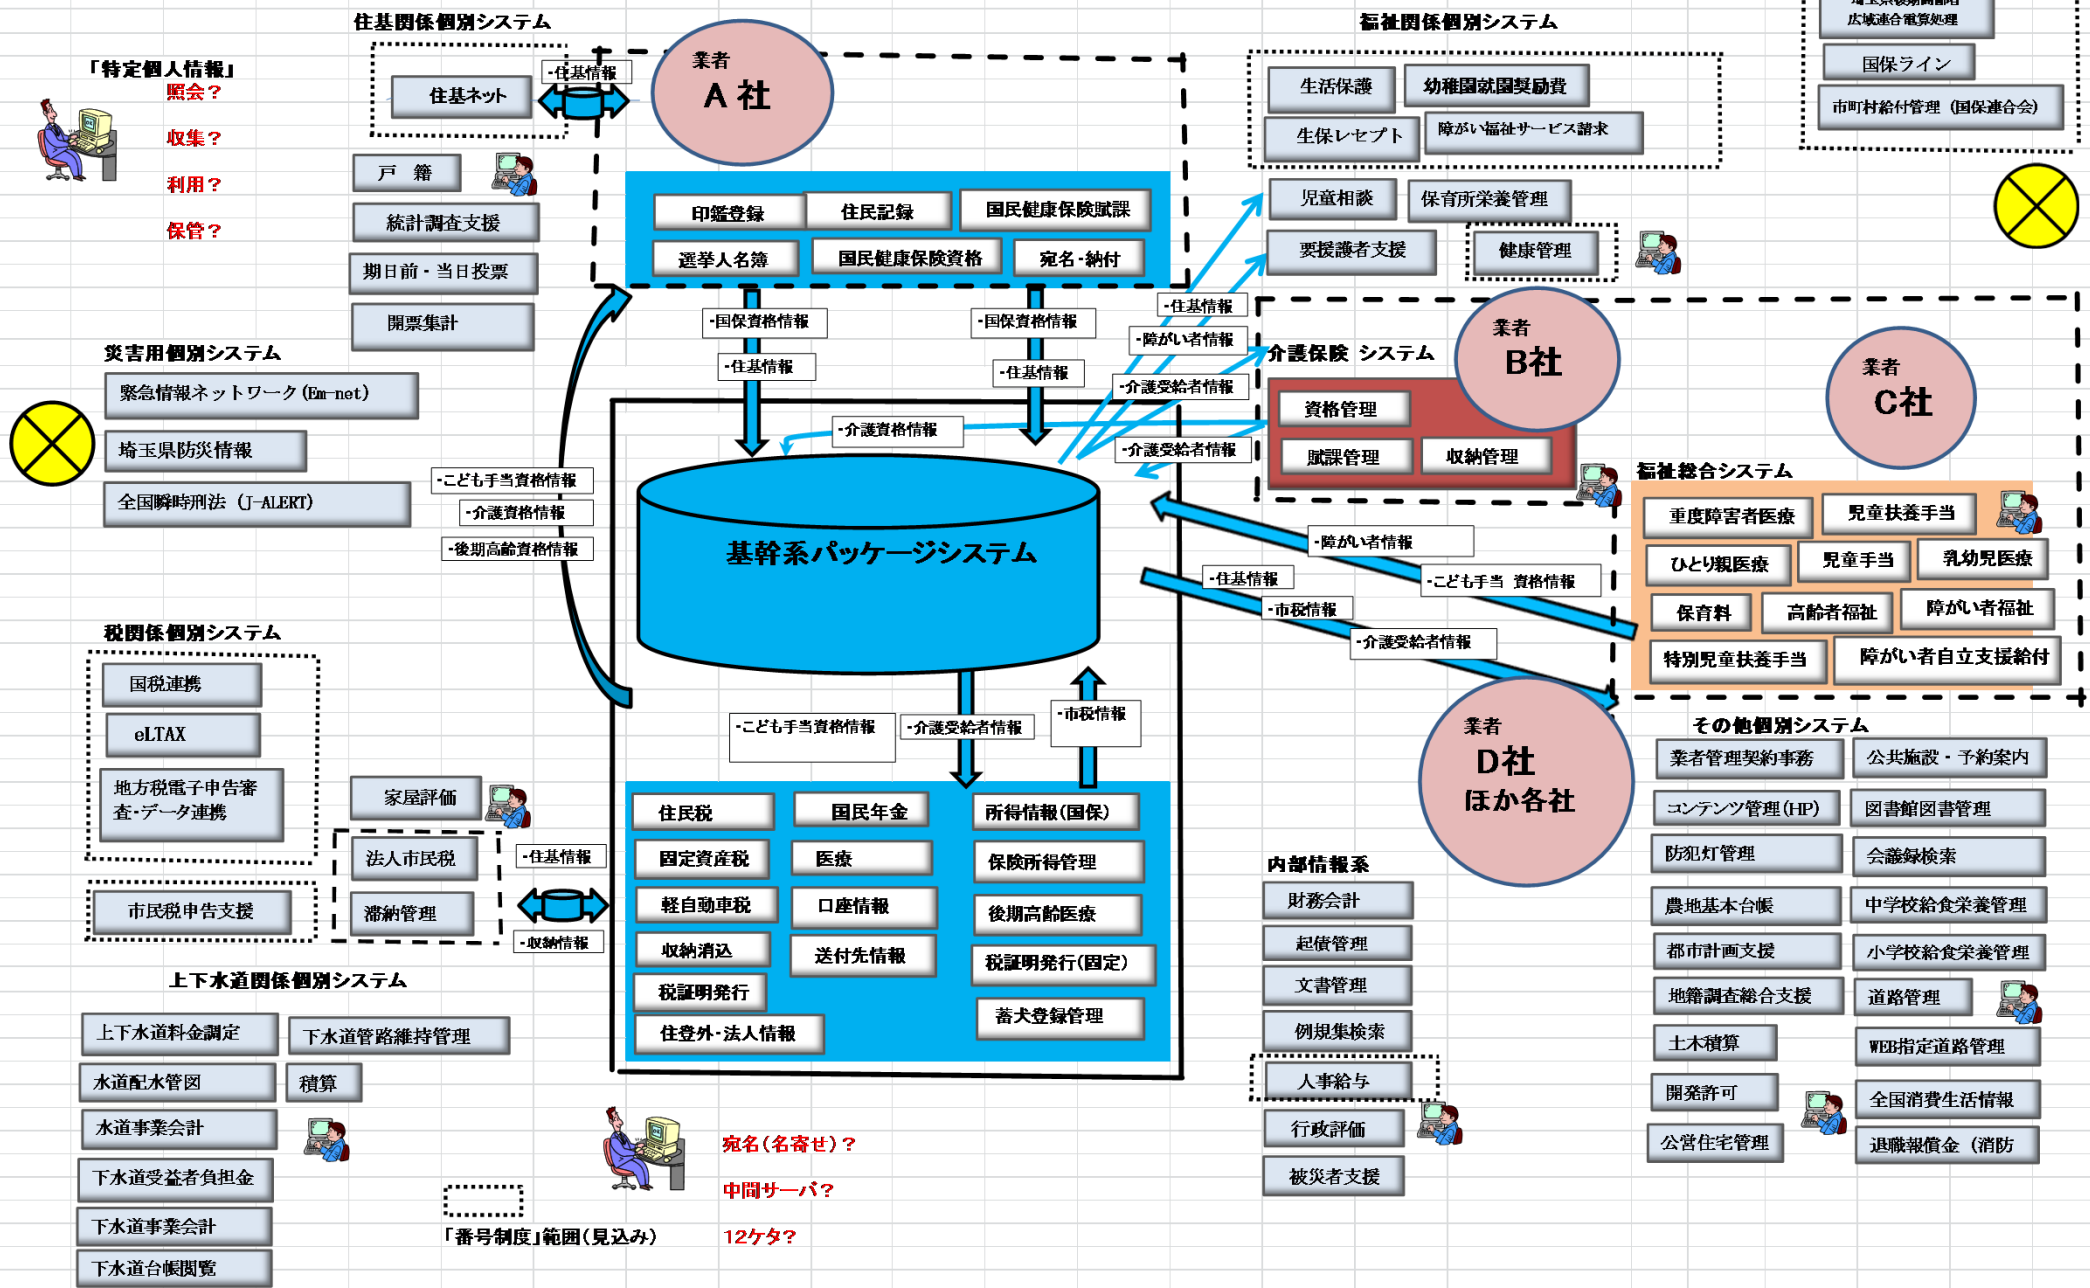 住基関係個別システム
「特定個人情報」
照会?
収集?
利用?
保管?
住基ネット
-住基情報
業者
A 社
戸 籍
統計調査支援
期日前・当日投票
開票集計
印鑑登録
住民記録
国民健康保険賦課
選挙人名簿
国民健康保険資格
宛名・納付
福祉関係個別システム
生活保護
幼稚園就園奨励費
生保レセプト
障がい福祉サービス請求
児童相談
保育所栄養管理
要援護者支援
健康管理
広域連合電算処理
国保ライン
市町村給付管理（国保連合会）
-国保資格情報
-住基情報
-国保資格情報
-住基情報
-住基情報
-障がい者情報
-介護受給者情報
-介護資格情報
-介護受給者情報
介護保険 システム
業者
B社
資格管理
賦課管理
収納管理
業者
C社
福祉総合システム
重度障害者医療
児童扶養手当
ひとり親医療
児童手当
乳幼児医療
保育料
高齢者福祉
障がい者福祉
特別児童扶養手当
障がい者自立支援給付
災害用個別システム
緊急情報ネットワーク(Em-net)
埼玉県防災情報
全国瞬時刑法（J-ALERT）
-こども手当資格情報
-介護資格情報
-後期高齢資格情報
基幹系パッケージシステム
-障がい者情報
-こども手当 資格情報
-住基情報
-市税情報
-介護受給者情報
税関係個別システム
国税連携
eLTAX
地方税電子申告審
査・データ連携
市民税申告支援
家屋評価
法人市民税
滞納管理
-住基情報
-収納情報
-こども手当資格情報
-介護受給者情報
-市税情報
住民税
国民年金
所得情報(国保)
固定資産税
医療
保険所得管理
軽自動車税
口座情報
後期高齢医療
収納消込
送付先情報
税証明発行(固定)
税証明発行
畜犬登録管理
住登外・法人情報
業者
D社
ほか各社
内部情報系
財務会計
起債管理
文書管理
例規集検索
人事給与
行政評価
被災者支援
その他個別システム
業者管理契約事務
公共施設・予約案内
コンテンツ管理(HP)
図書館図書管理
防犯灯管理
会議録検索
農地基本台帳
中学校給食栄養管理
都市計画支援
小学校給食栄養管理
地籍調査総合支援
道路管理
土木積算
WEB指定道路管理
開発許可
全国消費生活情報
公営住宅管理
退職報償金（消防
上下水道関係個別システム
上下水道料金調定
下水道管路維持管理
水道配水管図
積算
水道事業会計
下水道受益者負担金
下水道事業会計
下水道台帳閲覧
「番号制度」範囲(見込み)
宛名(名寄せ)?
中間サーバ?
12ケタ?